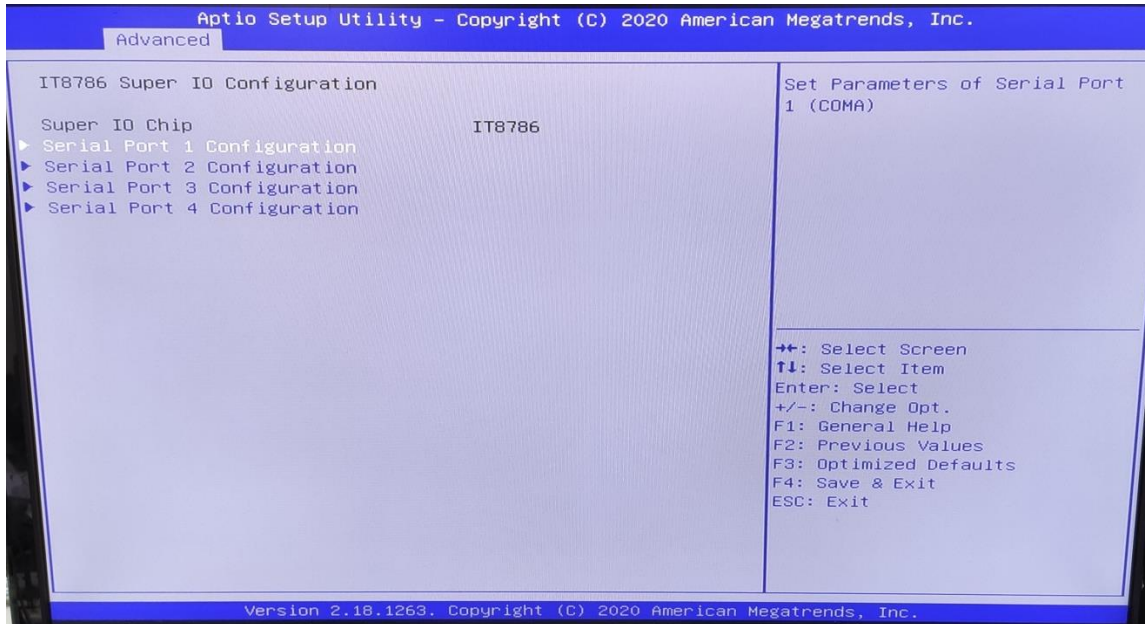 Aptio Setup Utility – Copyright (C) 2020 American Megatrends, Inc.
Advanced
IT8786 Super IO Configuration
Super IO Chip IT8786
▶ Serial Port 1 Configuration
▶ Serial Port 2 Configuration
▶ Serial Port 3 Configuration
▶ Serial Port 4 Configuration
Set Parameters of Serial Port
1 (COMA)
→←: Select Screen
↑↓: Select Item
Enter: Select
+/-: Change Opt.
F1: General Help
F2: Previous Values
F3: Optimized Defaults
F4: Save & Exit
ESC: Exit
Version 2.18.1263. Copyright (C) 2020 American Megatrends, Inc.